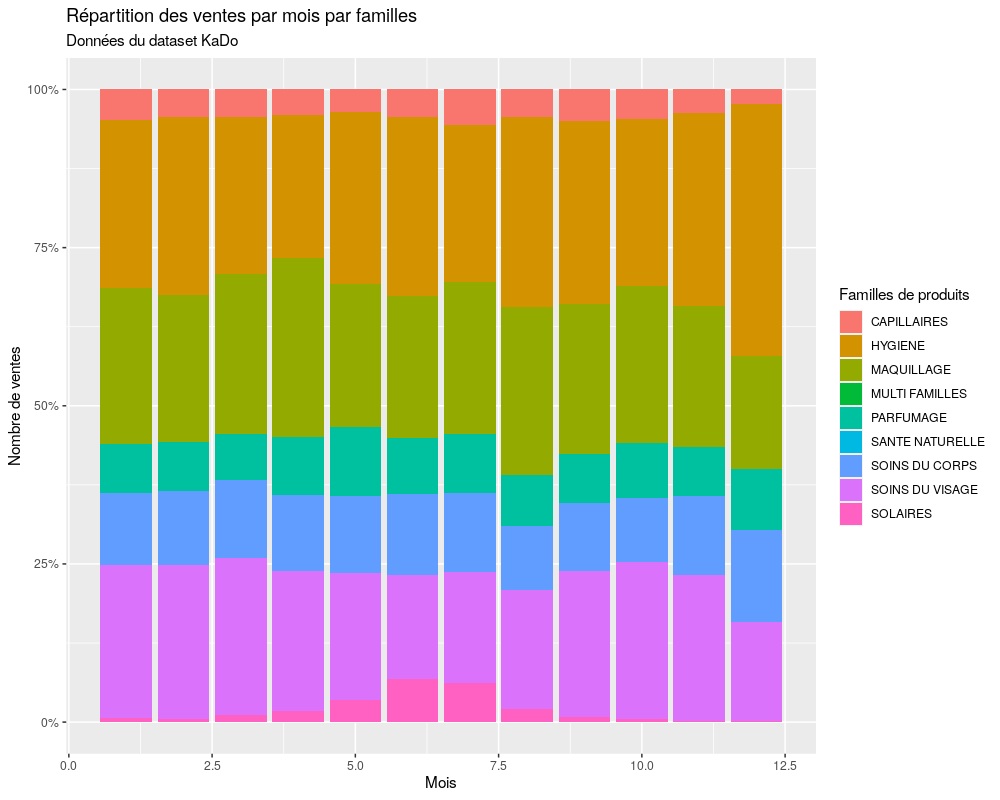 Répartition des ventes par mois par familles
Données du dataset KaDo
100%
75%
50%
25%
0%
Nombre de ventes
0.0
2.5
5.0
7.5
10.0
12.5
Mois
Familles de produits
CAPILLAIRES
HYGIENE
MAQUILLAGE
MULTI FAMILLES
PARFUMAGE
SANTE NATURELLE
SOINS DU CORPS
SOINS DU VISAGE
SOLAIRES